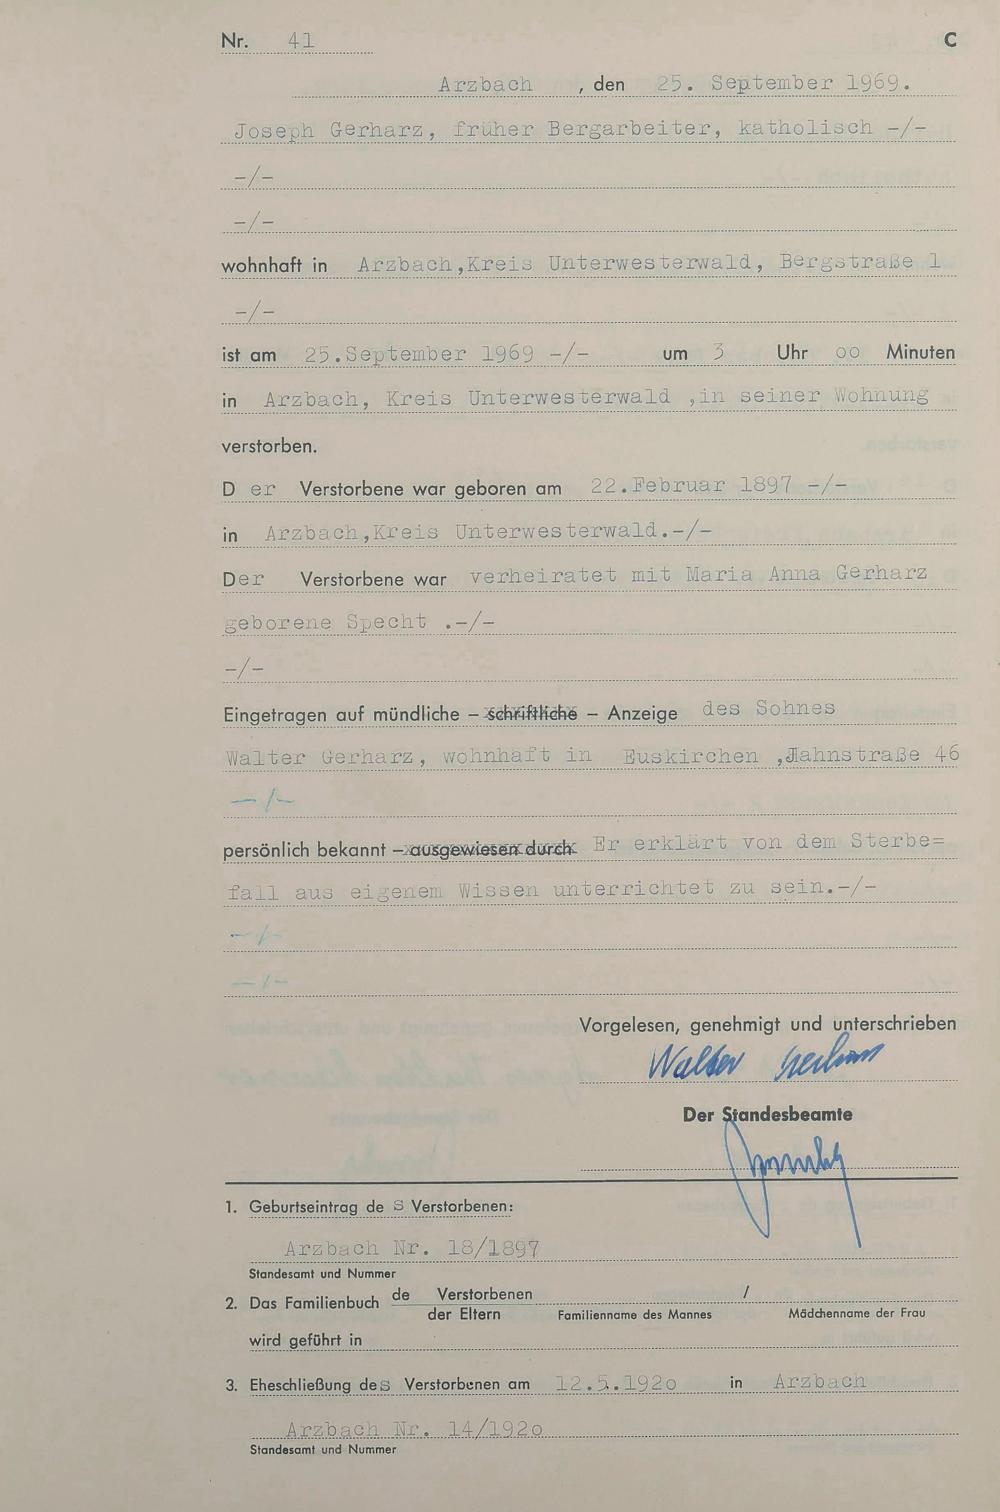 Nr. 41 C
Arzbach , den 25. September 1969.
Joseph Gerharz, früher Bergarbeiter, katholisch -/-
-/-
-/-
wohnhaft in Arzbach,Kreis Unterwesterwald, Bergstraße 1
-/-
ist am 25.September 1969 -/- um 3 Uhr oo Minuten
in Arzbach, Kreis Unterwesterwald ,in seiner Wohnung
verstorben.
D er Verstorbene war geboren am 22.Februar 1897 -/-
in Arzbach,Kreis Unterwesterwald.-/-
Der Verstorbene war verheiratet mit Maria Anna Gerharz
geborene Specht .-/-
-/-
Eingetragen auf mündliche – schriftliche – Anzeige des Sohnes
Walter Gerharz, wohnhaft in Euskirchen ,Hahnstraße 46
-/-
persönlich bekannt – ausgewiesen durch Er erklärt von dem Sterbe=
fall aus eigenem Wissen unterrichtet zu sein.-/-
-/-
-/-
Vorgelesen, genehmigt und unterschrieben
Walter Gerharz
Der Standesbeamte
1. Geburtseintrag de s Verstorbenen:
Arzbach Nr. 18/1897
Standesamt und Nummer
2. Das Familienbuch de Verstorbenen /
der Eltern Familienname des Mannes Mädchenname der Frau
wird geführt in
3. Eheschließung des Verstorbenen am 12.5.192o in Arzbach
Arzbach Nr. 14/192o
Standesamt und Nummer